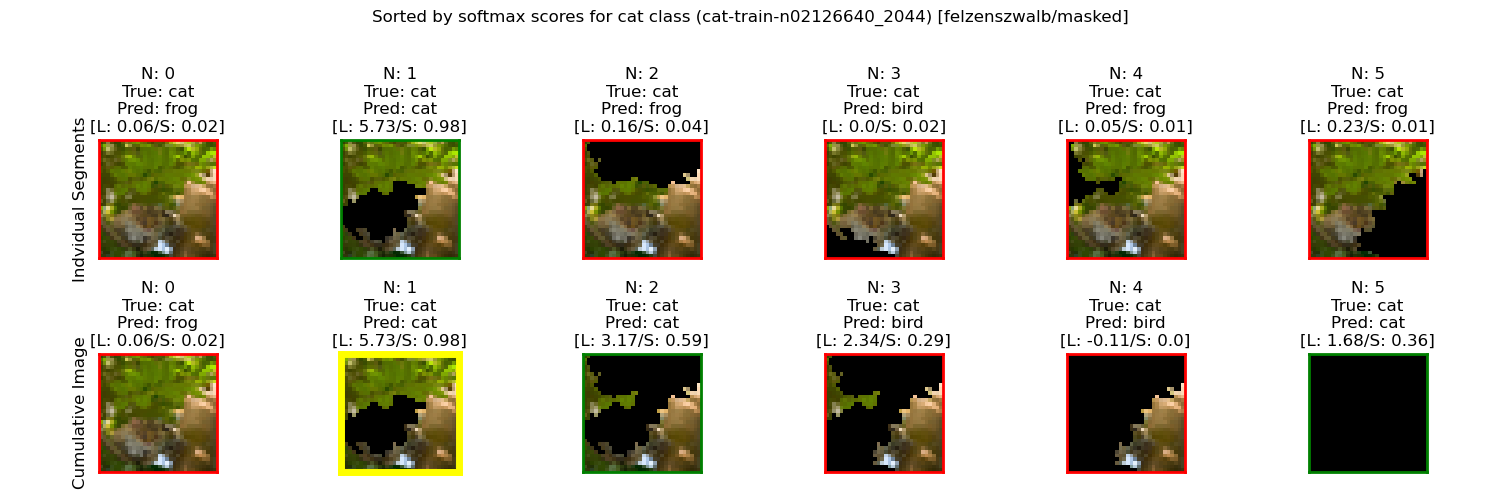 Sorted by softmax scores for cat class (cat-train-n02126640_2044) [felzenszwalb/masked]
Indvidual Segments
N: 0
True: cat
Pred: frog
[L: 0.06/S: 0.02]
N: 1
True: cat
Pred: cat
[L: 5.73/S: 0.98]
N: 2
True: cat
Pred: frog
[L: 0.16/S: 0.04]
N: 3
True: cat
Pred: bird
[L: 0.0/S: 0.02]
N: 4
True: cat
Pred: frog
[L: 0.05/S: 0.01]
N: 5
True: cat
Pred: frog
[L: 0.23/S: 0.01]
Cumulative Image
N: 0
True: cat
Pred: frog
[L: 0.06/S: 0.02]
N: 1
True: cat
Pred: cat
[L: 5.73/S: 0.98]
N: 2
True: cat
Pred: cat
[L: 3.17/S: 0.59]
N: 3
True: cat
Pred: bird
[L: 2.34/S: 0.29]
N: 4
True: cat
Pred: bird
[L: -0.11/S: 0.0]
N: 5
True: cat
Pred: cat
[L: 1.68/S: 0.36]